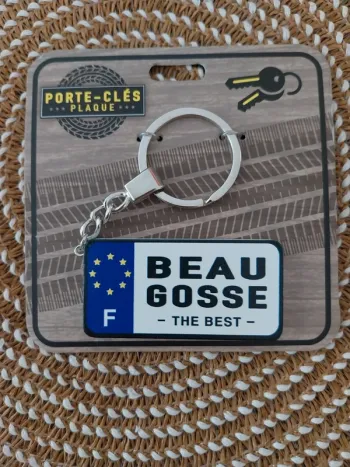 PORTE-CLÉS
PLAQUE
BEAU
GOSSE
- THE BEST -
F